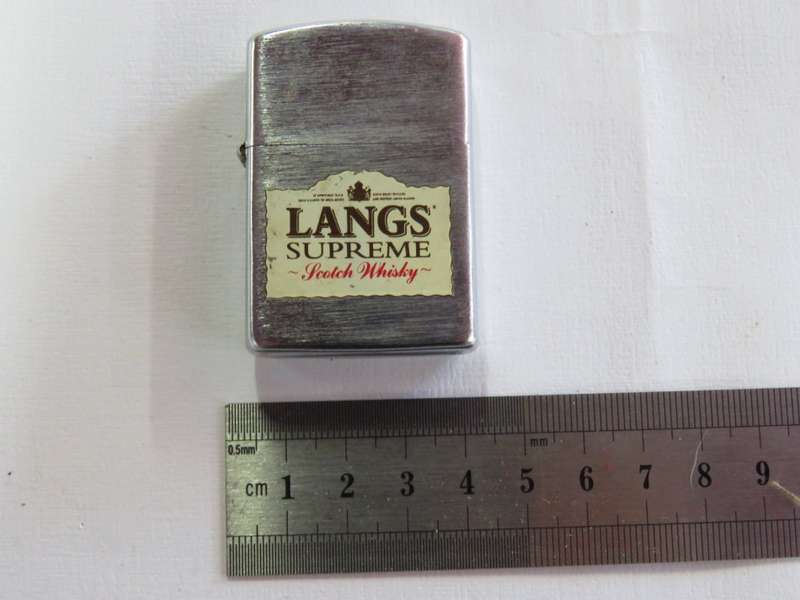 LANGS
SUPREME
~Scotch Whisky~
0.5mm
mm
cm 1 2 3 4 5 6 7 8 9